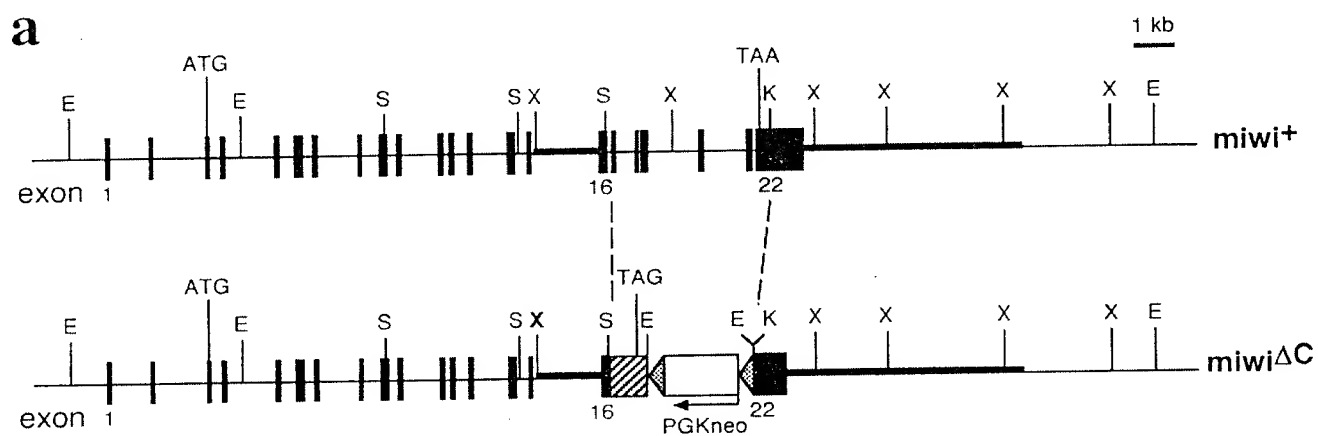 a
1 kb
ATG TAA
E E S S X S X K X X X X E
miwi+
exon 1 16 22
ATG TAG
E E S S X S E E K X X X X E
miwiΔC
exon 1 16 PGKneo 22